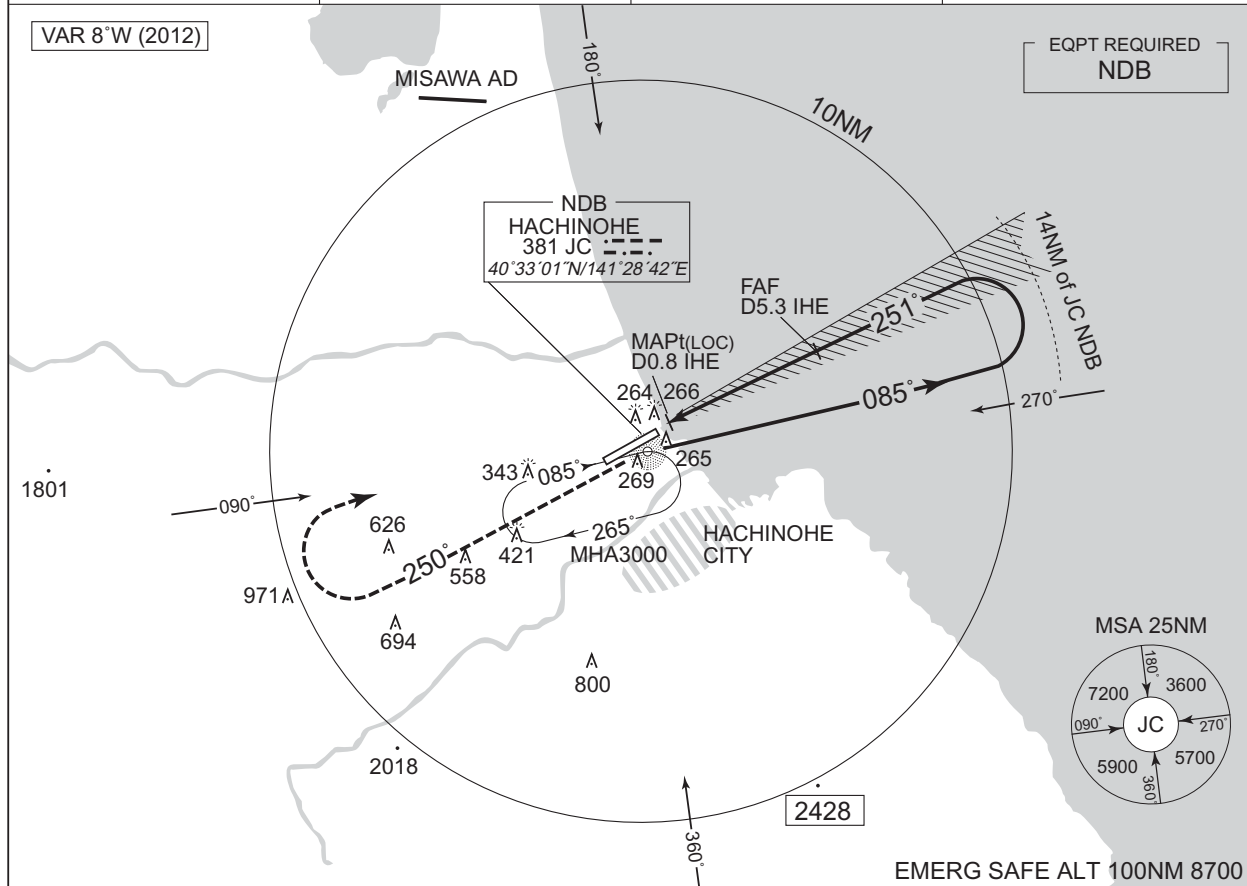 VAR 8°W (2012)
180°
EQPT REQUIRED
NDB
MISAWA AD
10NM
NDB
HACHINOHE
381 JC
40°33´01˝N/141°28´42˝E
14NM of JC NDB
FAF
D5.3 IHE
251°
MAPt(LOC)
D0.8 IHE
085°
270°
264
266
265
269
343
085°
1801
090°
265°
HACHINOHE
CITY
626
421
MHA3000
250°
558
971
694
MSA 25NM
800
180°
7200
3600
090°
JC
270°
5900
5700
360°
2018
2428
360°
EMERG SAFE ALT 100NM 8700